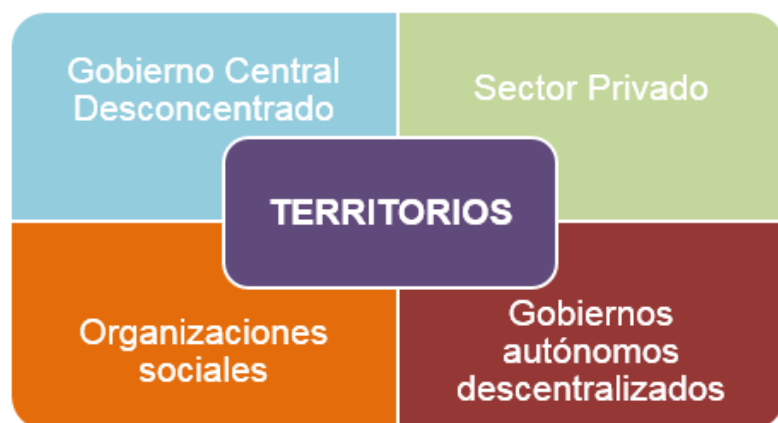 Gobierno Central
Desconcentrado
Sector Privado
TERRITORIOS
Organizaciones
sociales
Gobiernos
autónomos
descentralizados